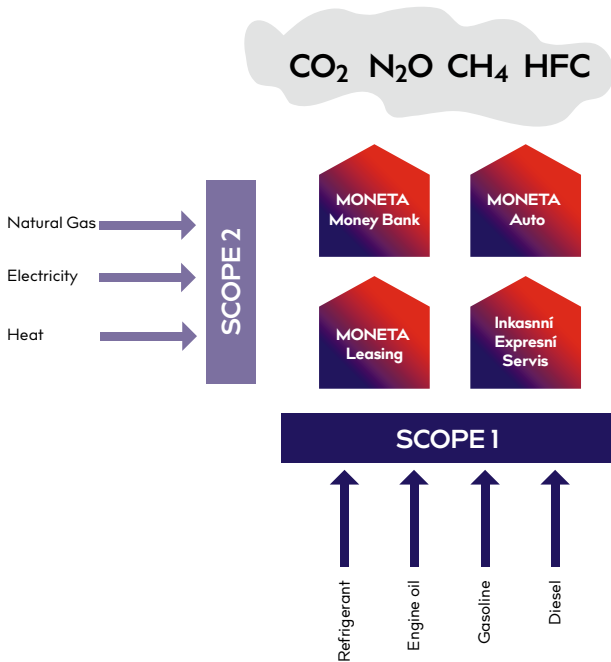 CO₂ N₂O CH₄ HFC
MONETA
Money Bank
MONETA
Auto
Natural Gas
Electricity
Heat
SCOPE 2
MONETA
Leasing
Inkasnní
Expresní
Servis
SCOPE 1
Refrigerant
Engine oil
Gasoline
Diesel